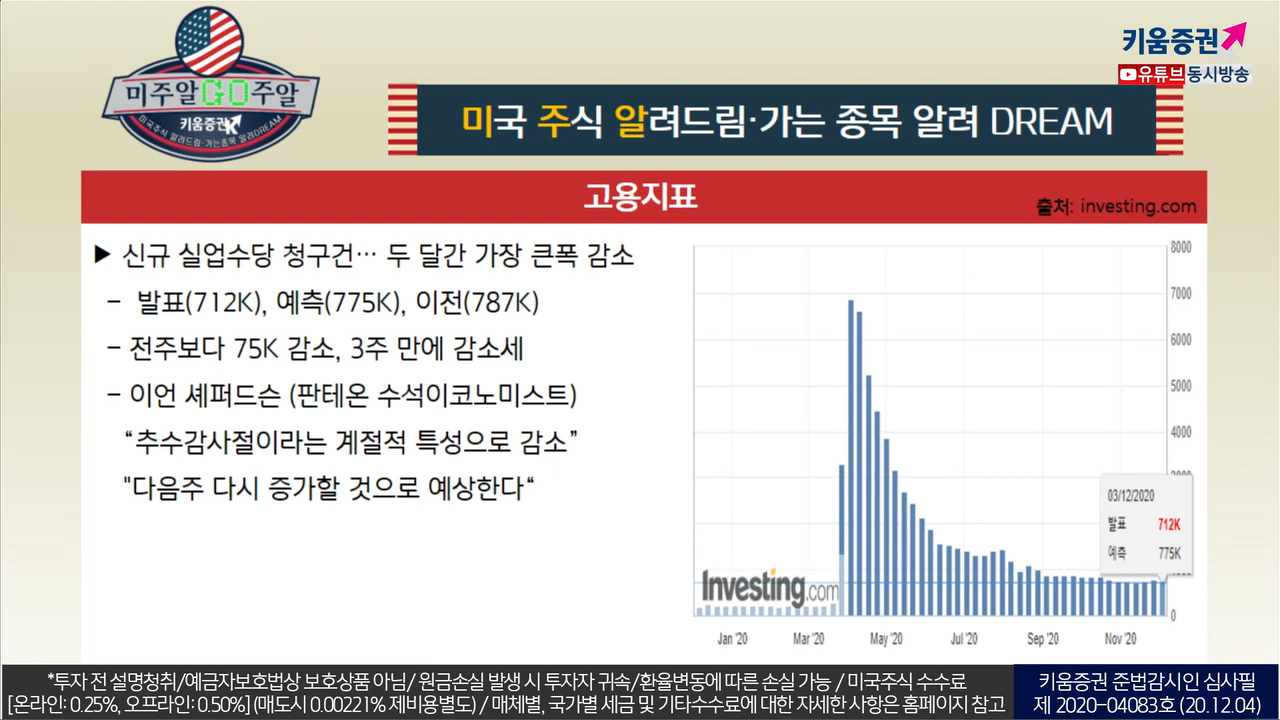 미주알GO주알
키움증권
미국주식 알려드림·가는종목 알려DREAM
키움증권
유튜브동시방송
미국 주식 알려드림·가는 종목 알려 DREAM
고용지표
출처: investing.com
▶ 신규 실업수당 청구건… 두 달간 가장 큰폭 감소
- 발표(712K), 예측(775K), 이전(787K)
- 전주보다 75K 감소, 3주 만에 감소세
- 이언 셰퍼드슨 (판테온 수석이코노미스트)
“추수감사절이라는 계절적 특성으로 감소”
"다음주 다시 증가할 것으로 예상한다“
8000
7000
6000
5000
4000
03/12/2020
발표 712K
예측 775K
0
Investing.com
Jan '20 Mar '20 May '20 Jul '20 Sep '20 Nov '20
*투자 전 설명청취/예금자보호법상 보호상품 아님/ 원금손실 발생 시 투자자 귀속/환율변동에 따른 손실 가능 / 미국주식 수수료
[온라인: 0.25%, 오프라인: 0.50%] (매도시 0.00221% 제비용별도) / 매체별, 국가별 세금 및 기타수수료에 대한 자세한 사항은 홈페이지 참고
키움증권 준법감시인 심사필
제 2020-04083호 (20.12.04)